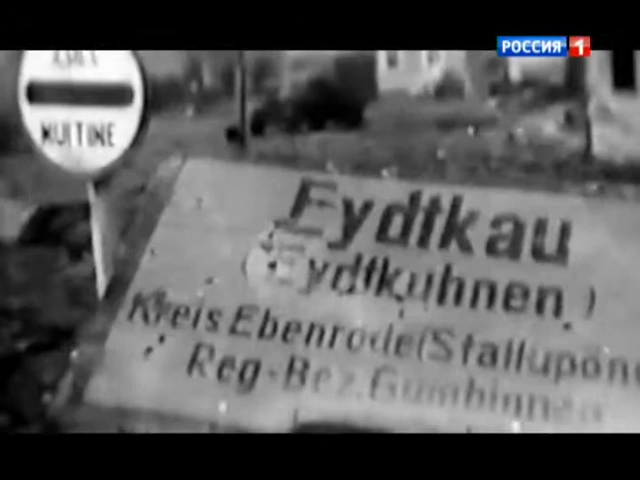 РОССИЯ 1
MUITINE
Eydtkau
(Eydtkuhnen)
Kreis Ebenrode (Stallupöne
Reg-Bez. Gumbinnen